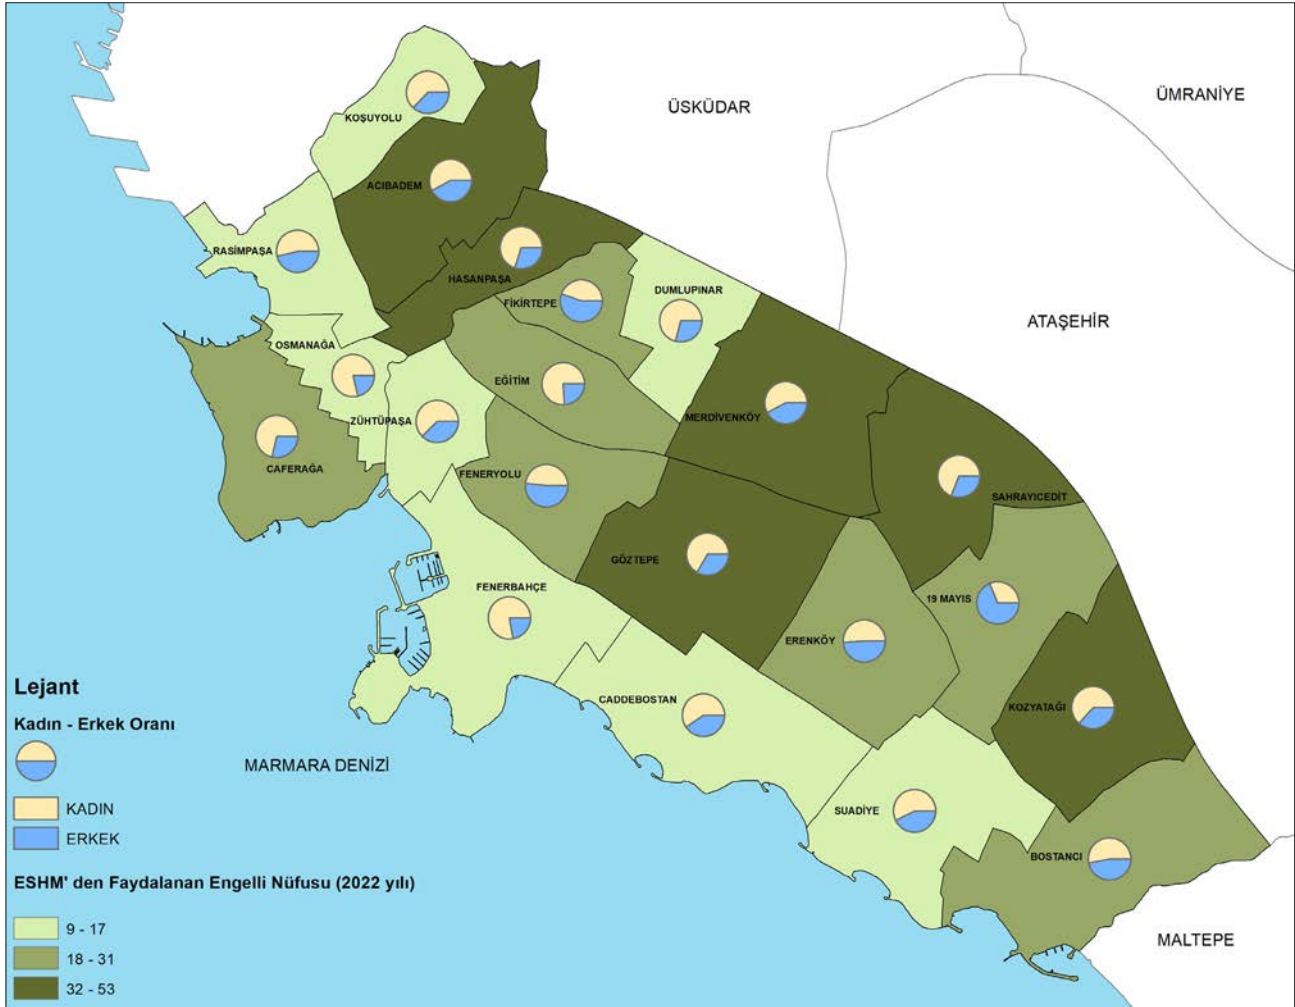 ÜMRANİYE
ÜSKÜDAR
KOŞUYOLU
ACIBADEM
RASİMPAŞA
HASANPAŞA
DUMLUPINAR
FİKİRTEPE
ATAŞEHİR
OSMANAĞA
EĞİTİM
MERDİVENKÖY
ZÜHTÜPAŞA
CAFERAĞA
FENERYOLU
SAHRAYICEDİT
GÖZTEPE
FENERBAHÇE
19 MAYIS
ERENKÖY
CADDEBOSTAN
KOZYATAĞI
SUADİYE
BOSTANCI
MALTEPE
MARMARA DENİZİ
Lejant
Kadın - Erkek Oranı
KADIN
ERKEK
ESHM' den Faydalanan Engelli Nüfusu (2022 yılı)
9 - 17
18 - 31
32 - 53